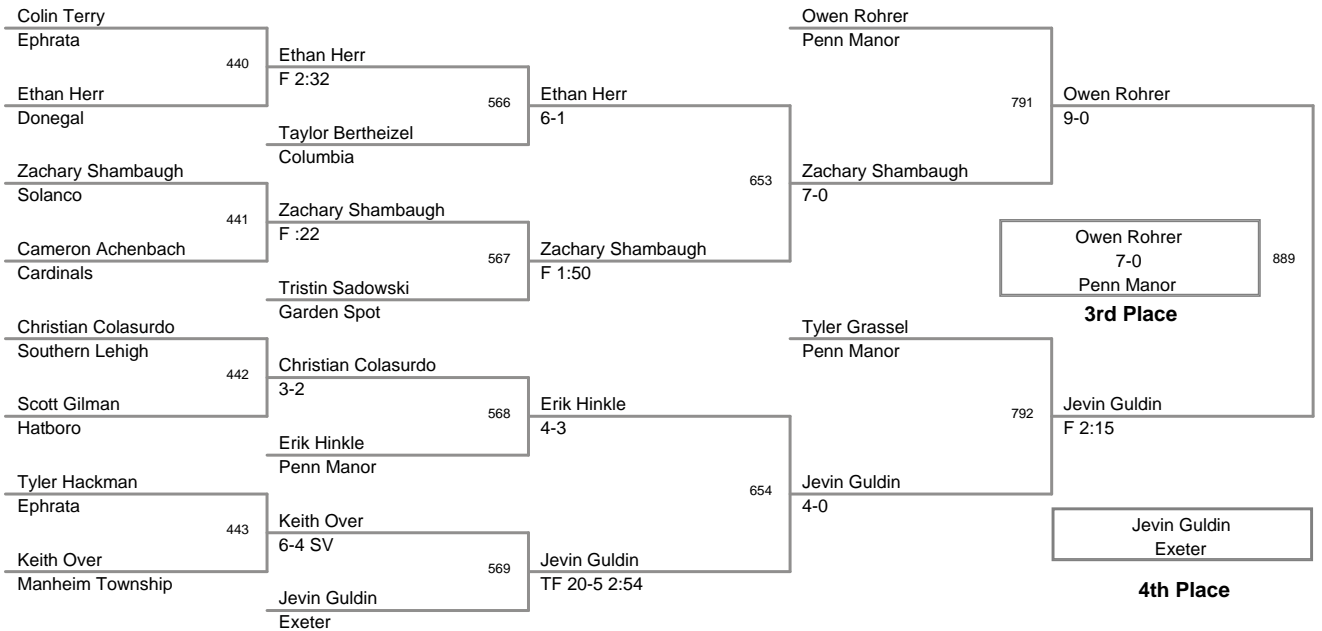 Colin Terry
Ephrata
440
Ethan Herr
Donegal
Zachary Shambaugh
Solanco
441
Cameron Achenbach
Cardinals
Christian Colasurdo
Southern Lehigh
442
Scott Gilman
Hatboro
Tyler Hackman
Ephrata
443
Keith Over
Manheim Township
Ethan Herr
F 2:32
566
Taylor Bertheizel
Columbia
Zachary Shambaugh
F :22
567
Tristin Sadowski
Garden Spot
Christian Colasurdo
3-2
568
Erik Hinkle
Penn Manor
Keith Over
6-4 SV
569
Jevin Guldin
Exeter
Ethan Herr
6-1
653
Zachary Shambaugh
F 1:50
Erik Hinkle
4-3
654
Jevin Guldin
TF 20-5 2:54
Owen Rohrer
Penn Manor
791
Zachary Shambaugh
7-0
Tyler Grassel
Penn Manor
792
Jevin Guldin
4-0
Owen Rohrer
9-0
889
Jevin Guldin
F 2:15
Owen Rohrer
7-0
Penn Manor
3rd Place
Jevin Guldin
Exeter
4th Place